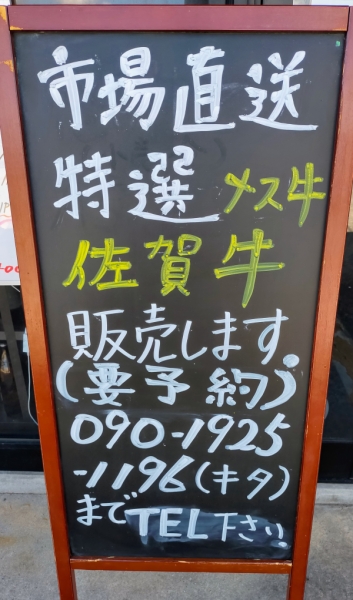 市場直送
特選メス牛
佐賀牛
販売します。
(要予約)
090-1925
-1196(キタ)
までTEL下さい